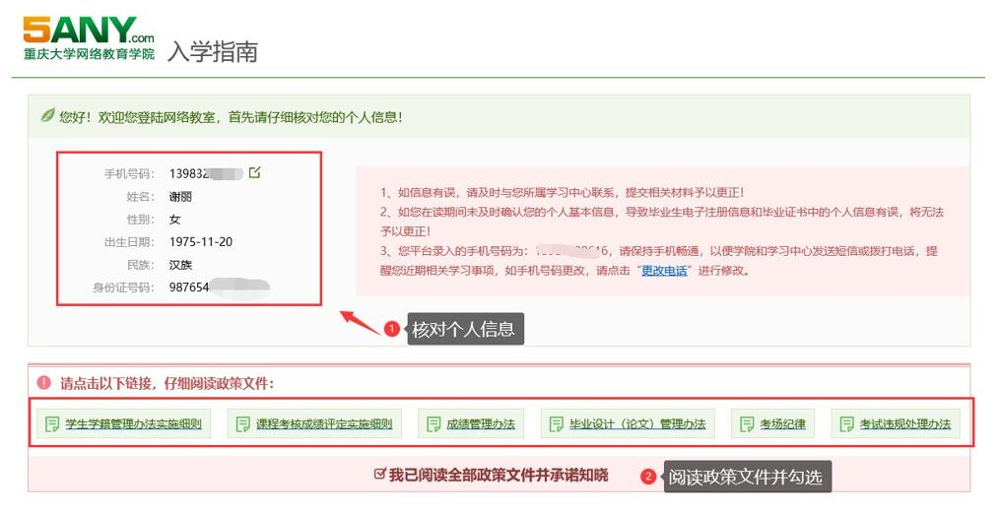 5ANY.com
重庆大学网络教育学院
入学指南
您好！欢迎您登陆网络教室，首先请仔细核对您的个人信息！
手机号码： 13983
姓名： 谢丽
性别： 女
出生日期： 1975-11-20
民族： 汉族
身份证号码： 987654
1、如信息有误，请及时与您所属学习中心联系，提交相关材料予以更正！
2、如您在读期间未及时确认您的个人基本信息，导致毕业生电子注册信息和毕业证书中的个人信息有误，将无法
予以更正！
3、您平台录入的手机号码为：，请保持手机畅通，以便学院和学习中心发送短信或拨打电话，提
醒您近期相关学习事项，如手机号码更改，请点击“更改电话”进行修改。
1 核对个人信息
请点击以下链接，仔细阅读政策文件：
学生学籍管理办法实施细则 课程考核成绩评定实施细则 成绩管理办法 毕业设计（论文）管理办法 考场纪律 考试违规处理办法
我已阅读全部政策文件并承诺知晓
2 阅读政策文件并勾选